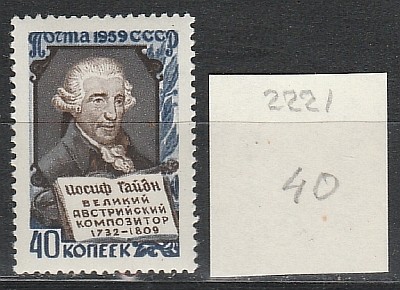 Почта 1959 СССР
Иосиф Гайдн
ВЕЛИКИЙ
АВСТРИЙСКИЙ
КОМПОЗИТОР
1732–1809
40 КОПЕЕК
2221
40